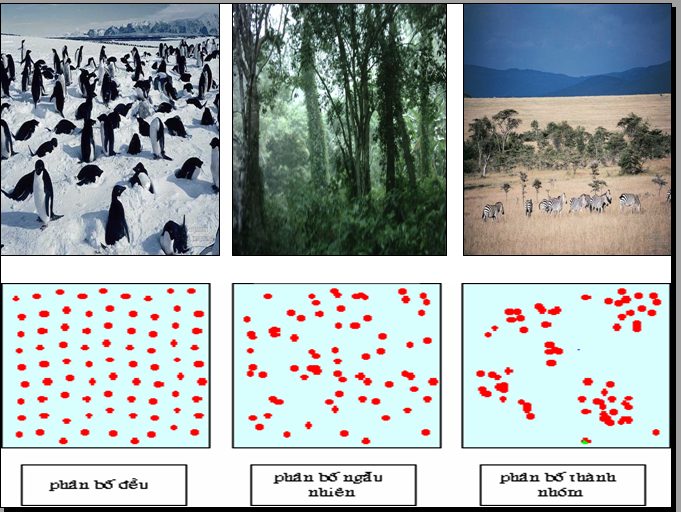 phân bố đều
phân bố ngẫu
nhiên
phân bố thành
nhóm